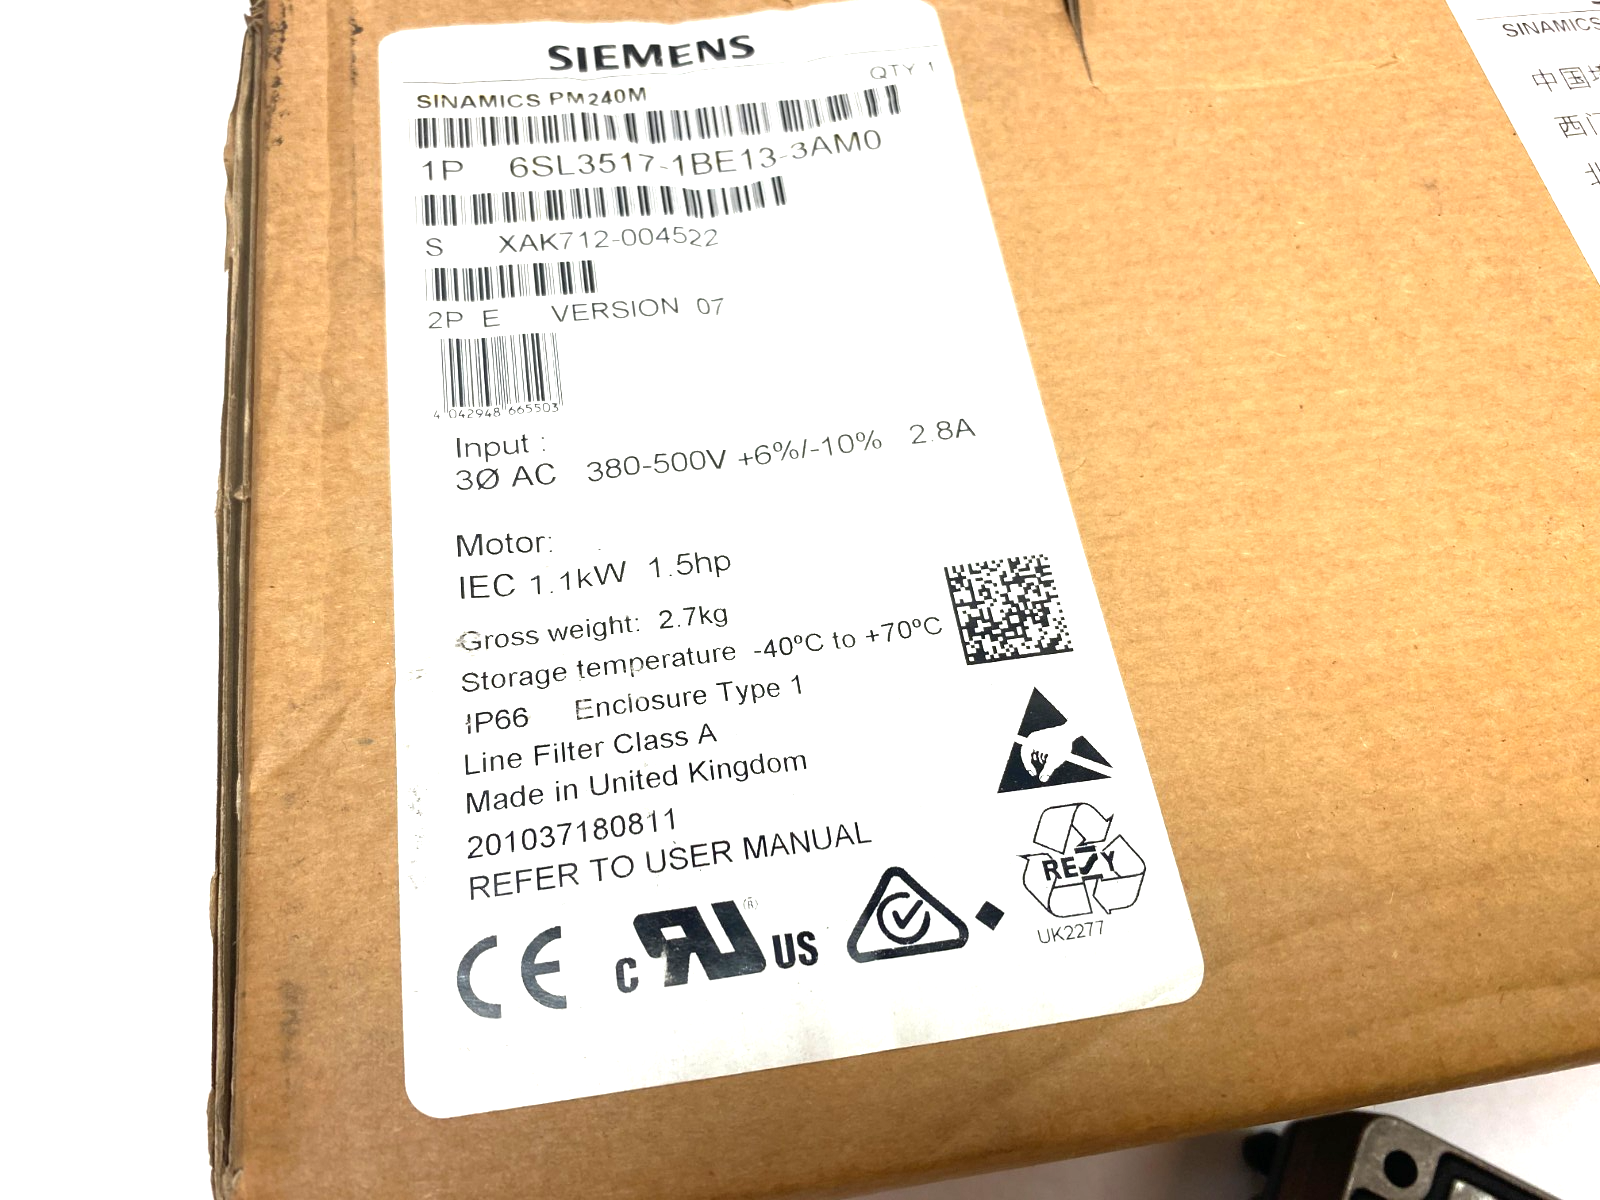 SIEMENS
QTY 1
SINAMICS PM240M
1P 6SL3517-1BE13-3AM0
S XAK712-004522
2P E VERSION 07
4 042948 665503
Input :
3Ø AC 380-500V +6%/-10% 2.8A
Motor:
IEC 1.1kW 1.5hp
Gross weight: 2.7kg
Storage temperature -40ºC to +70ºC
IP66 Enclosure Type 1
Line Filter Class A
Made in United Kingdom
201037180811
REFER TO USER MANUAL
CE c RU ® US
RESY
UK2277
SINAMICS
中国
西门